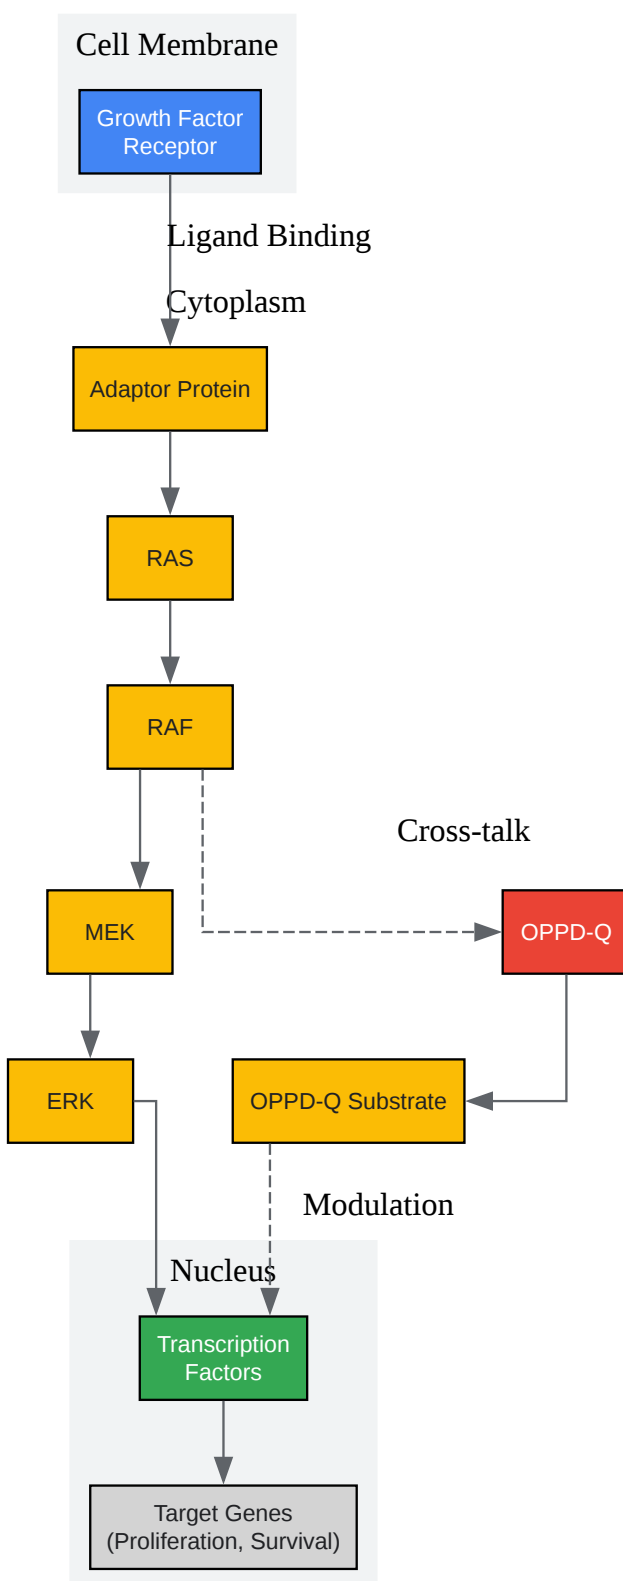 Cell Membrane
Growth Factor
Receptor
Ligand Binding
Cytoplasm
Adaptor Protein
RAS
RAF
Cross-talk
MEK
OPPD-Q
ERK
OPPD-Q Substrate
Modulation
Nucleus
Transcription
Factors
Target Genes
(Proliferation, Survival)